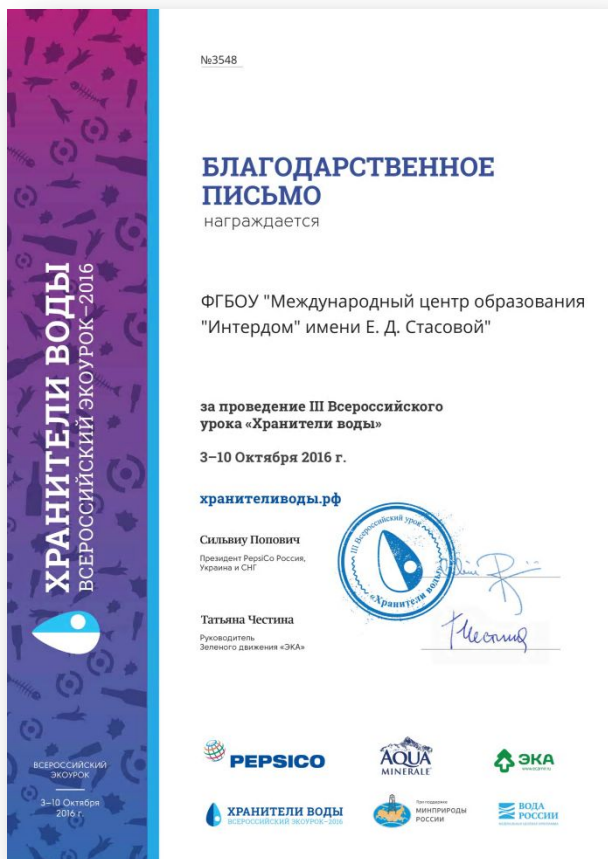 №3548
БЛАГОДАРСТВЕННОЕ
ПИСЬМО
награждается
ФГБОУ "Международный центр образования
"Интердом" имени Е. Д. Стасовой"
за проведение III Всероссийского
урока «Хранители воды»
3–10 Октября 2016 г.
хранителиводы.рф
Сильвиу Попович
Президент PepsiCo Россия,
Украина и СНГ
III Всероссийский урок
«Хранители воды»
Татьяна Честина
Руководитель
Зеленого движения «ЭКА»
ХРАНИТЕЛИ ВОДЫ
ВСЕРОССИЙСКИЙ ЭКОУРОК–2016
ВСЕРОССИЙСКИЙ
ЭКОУРОК
3–10 Октября
2016 г.
PEPSICO
AQUA
MINERALE
ЭКА
ХРАНИТЕЛИ ВОДЫ
ВСЕРОССИЙСКИЙ ЭКОУРОК–2016
При поддержке
МИНПРИРОДЫ
РОССИИ
ВОДА
РОССИИ